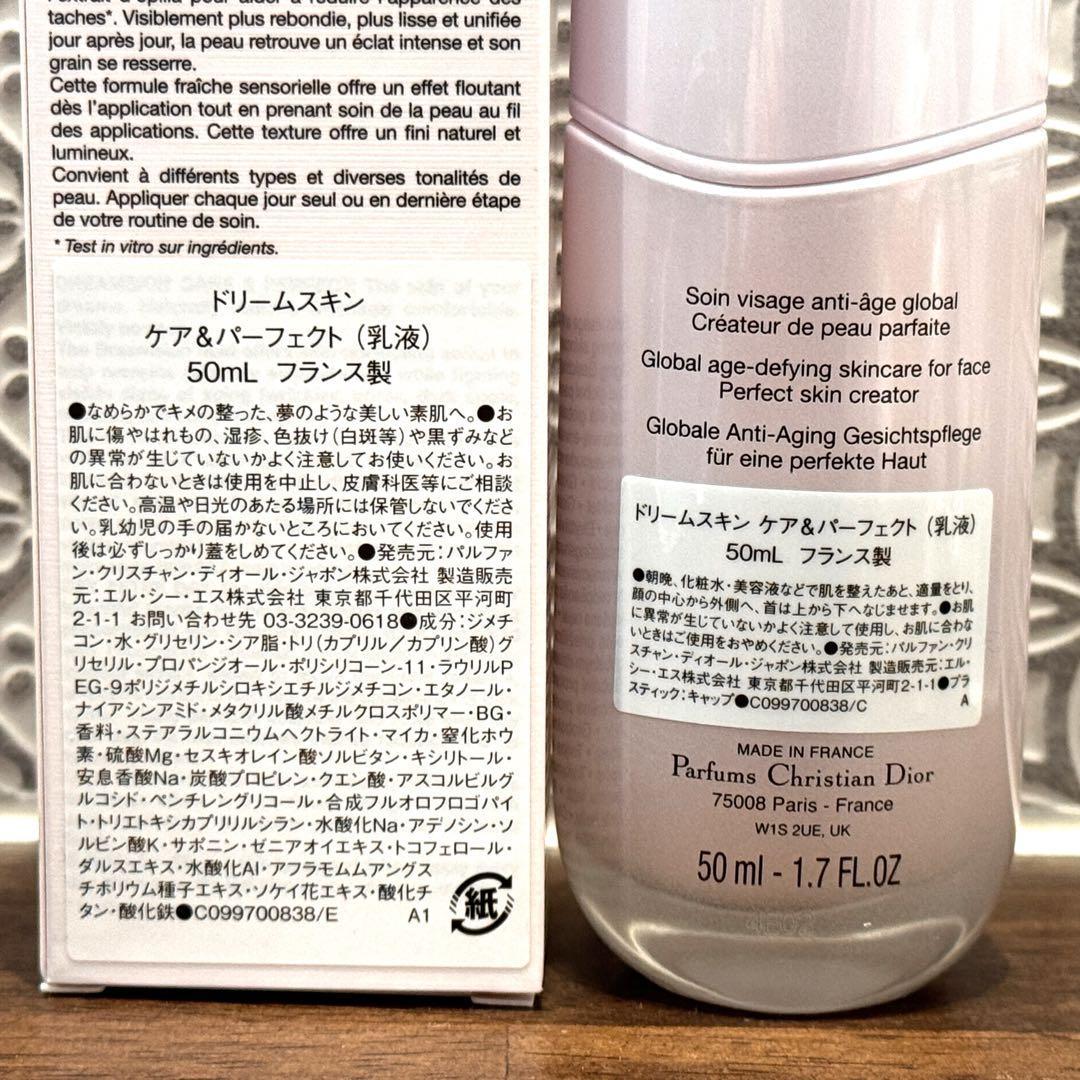 taches*. Visiblement plus rebondie, plus lisse et unifiée
jour après jour, la peau retrouve un éclat intense et son
grain se resserre.
Cette formule fraîche sensorielle offre un effet floutant
dès l'application tout en prenant soin de la peau au fil
des applications. Cette texture offre un fini naturel et
lumineux.
Convient à différents types et diverses tonalités de
peau. Appliquer chaque jour seul ou en dernière étape
de votre routine de soin.
* Test in vitro sur ingrédients.
ドリームスキン
ケア&パーフェクト (乳液)
50mL フランス製
●なめらかでキメの整った、夢のような美しい素肌へ。●お
肌に傷やはれもの、湿疹、色抜け(白斑等)や黒ずみなど
の異常が生じていないかよく注意してお使いください。お
肌に合わないときは使用を中止し、皮膚科医等にご相談
ください。高温や日光のあたる場所には保管しないでくださ
い。乳幼児の手の届かないところにおいてください。使用
後は必ずしっかり蓋をしめてください。●発売元:パルファ
ン・クリスチャン・ディオール・ジャポン株式会社 製造販売
元:エル・シー・エス株式会社 東京都千代田区平河町
2-1-1 お問い合わせ先 03-3239-0618●成分:ジメチ
コン・水・グリセリン・シア脂・トリ(カプリル/カプリン酸)グ
リセリル・プロパンジオール・ポリシリコーン-11・ラウリルP
EG-9ポリジメチルシロキシエチルジメチコン・エタノール・
ナイアシンアミド・メタクリル酸メチルクロスポリマー・BG・
香料・ステアラルコニウムヘクトライト・マイカ・窒化ホウ
素・硫酸Mg・セスキオレイン酸ソルビタン・キシリトール・
安息香酸Na・炭酸プロピレン・クエン酸・アスコルビルグ
ルコシド・ペンチレングリコール・合成フルオロフロゴパイ
ト・トリエトキシカプリリルシラン・水酸化Na・アデノシン・ソ
ルビン酸K・サポニン・ゼニアオイエキス・トコフェロール・
ダルスエキス・水酸化Al・アフラモムムアングス
チホリウム種子エキス・ソケイ花エキス・酸化チ
タン・酸化鉄●C099700838/E A1
紙
Soin visage anti-âge global
Créateur de peau parfaite
Global age-defying skincare for face
Perfect skin creator
Globale Anti-Aging Gesichtspflege
für eine perfekte Haut
ドリームスキン ケア&パーフェクト (乳液)
50mL フランス製
●朝晩、化粧水・美容液などで肌を整えたあと、適量をとり、
顔の中心から外側へ、首は上から下へなじませます。●お肌
に異常が生じていないかよく注意して使用し、お肌に合わな
いときはご使用をおやめください。●発売元:パルファン・クリ
スチャン・ディオール・ジャポン株式会社 製造販売元:エル・
シー・エス株式会社 東京都千代田区平河町2-1-1●プラ
スティック:キャップ●C099700838/C A
MADE IN FRANCE
Parfums Christian Dior
75008 Paris - France
W1S 2UE, UK
50 ml - 1.7 FL.OZ